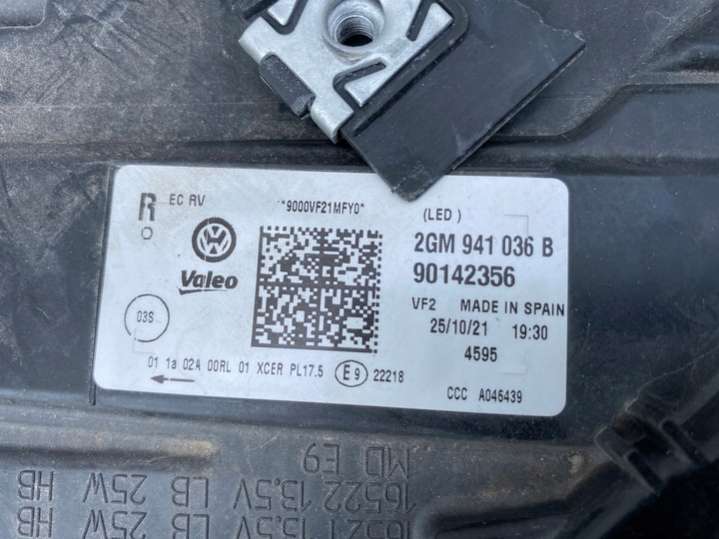 R EC RV
*9000VF21MFY0*
(LED)
2GM 941 036 B
Valeo
90142356
VF2 MADE IN SPAIN
03S
25/10/21 19:30
4595
01 1a 02A 00RL 01 XCER PL17.5 E9 22218
CCC A046439
MD E9
16522 13,5V LB 25W HB
16521 13,5V LB 25W HB